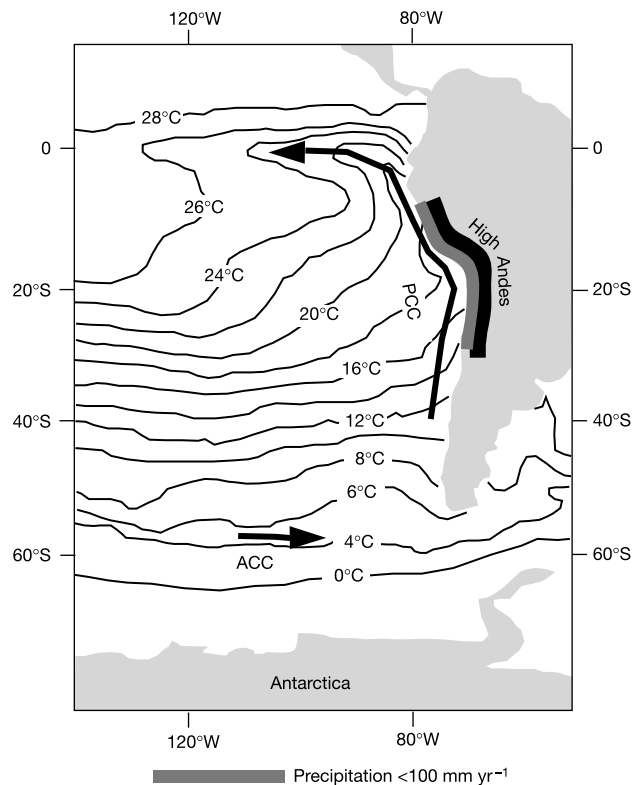 120°W 80°W
28°C
0 0
26°C
High Andes
24°C
20°S 20°S
PCC
20°C
16°C
40°S 12°C 40°S
8°C
6°C
60°S 4°C 60°S
ACC
0°C
Antarctica
120°W 80°W
Precipitation <100 mm yr⁻¹